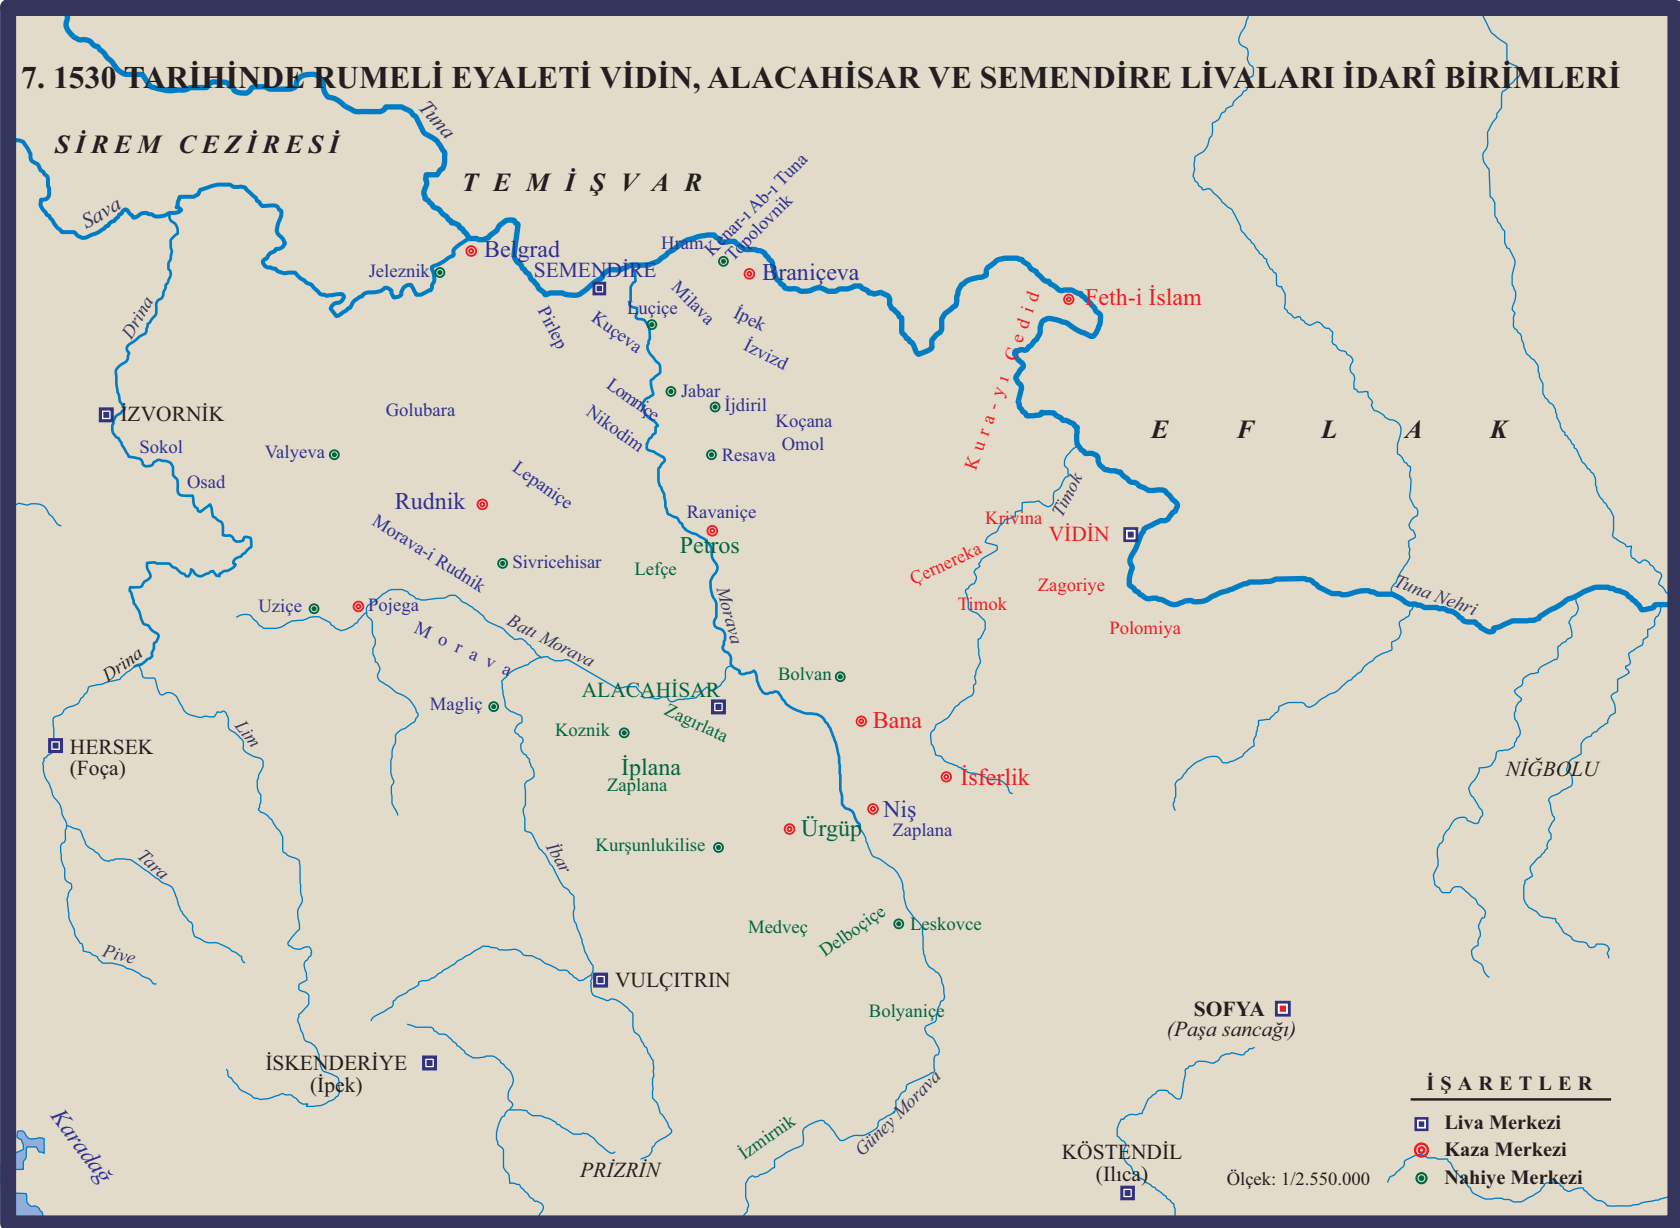 7. 1530 TARİHİNDE RUMELİ EYALETİ VİDİN, ALACAHİSAR VE SEMENDİRE LİVALARI İDARÎ BİRİMLERİ
Tuna
SİREM CEZİRESİ
TEMİŞVAR
Kenar-ı Ab-ı Tuna
Topolovnik
Sava
Hram
Belgrad
Jeleznik
SEMENDİRE
Braniçeva
Feth-i İslam
Kura-yı Cedid
Drina
Pirlep
Kuçeva
Luçiçe
Milava
İpek
İzvizd
Lomniçe
Jabar
İjdiril
Nikodim
Koçana
Omol
Resava
İZVORNİK
Golubara
Sokol
Valyeva
Osad
EFLAK
Rudnik
Lepaniçe
Ravaniçe
Petros
Lefçe
Morava-i Rudnik
Sivricehisar
Timok
Krivina
VİDİN
Çernereka
Zagoriye
Timok
Polomiya
Tuna Nehri
Uziçe
Pojega
Morava
Batı Morava
Morava
Drina
Bolvan
ALACAHİSAR
Zagırlata
Magliç
Koznik
Bana
Lim
HERSEK
(Foça)
İplana
Zaplana
İsferlik
NİĞBOLU
Niş
Zaplana
Ürgüp
Kurşunlukilise
Tara
İbar
Medveç
Delboçiçe
Leskovce
Pive
VULÇITRIN
Bolyaniçe
SOFYA
(Paşa sancağı)
İSKENDERİYE
(İpek)
Güney Morava
İzmirnik
Karadağ
PRİZRİN
KÖSTENDİL
(Ilıca)
Ölçek: 1/2.550.000
İŞARETLER
Liva Merkezi
Kaza Merkezi
Nahiye Merkezi